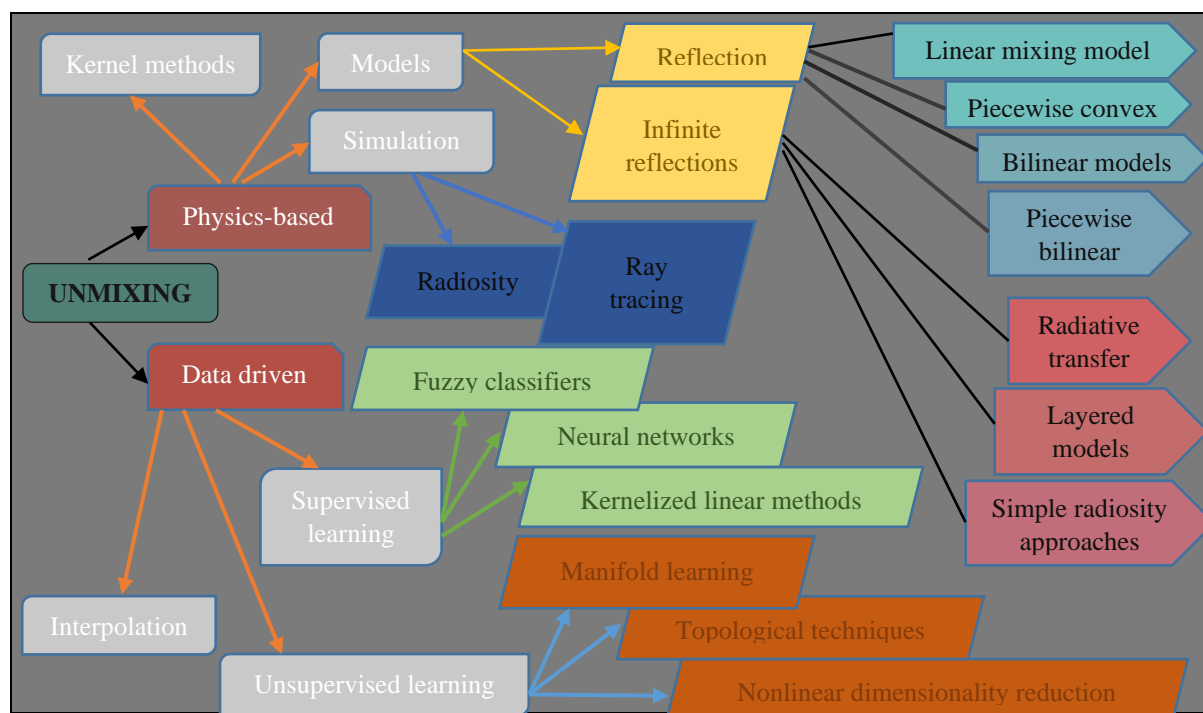 Kernel methods
Models
Reflection
Linear mixing model
Piecewise convex
Simulation
Infinite
reflections
Bilinear models
Physics-based
Piecewise
bilinear
UNMIXING
Radiosity
Ray
tracing
Radiative
transfer
Data driven
Fuzzy classifiers
Layered
models
Neural networks
Supervised
learning
Kernelized linear methods
Simple radiosity
approaches
Manifold learning
Interpolation
Topological techniques
Unsupervised learning
Nonlinear dimensionality reduction